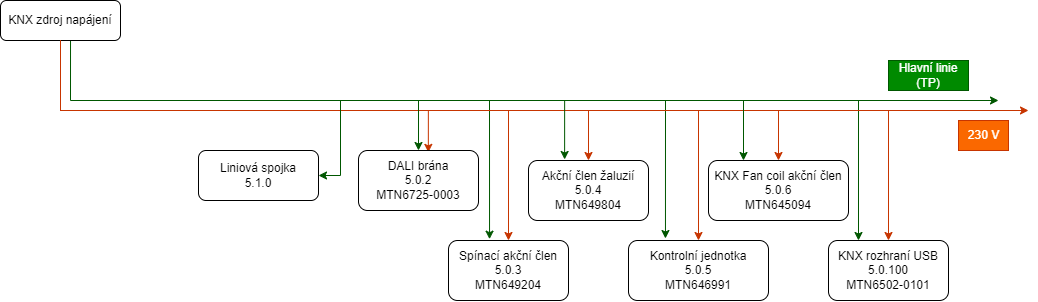 KNX zdroj napájení
Hlavní linie
(TP)
230 V
Liniová spojka
5.1.0
DALI brána
5.0.2
MTN6725-0003
Akční člen žaluzií
5.0.4
MTN649804
KNX Fan coil akční člen
5.0.6
MTN645094
Spínací akční člen
5.0.3
MTN649204
Kontrolní jednotka
5.0.5
MTN646991
KNX rozhraní USB
5.0.100
MTN6502-0101